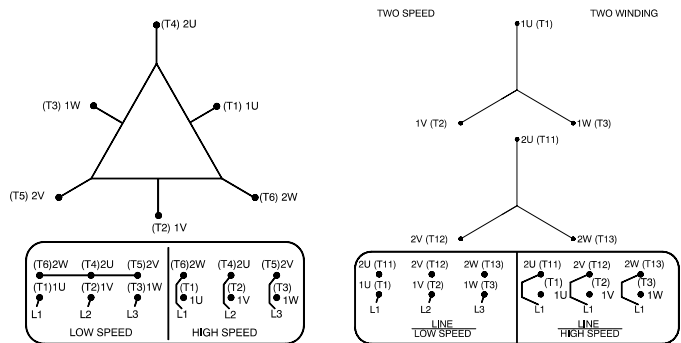 (T4) 2U
(T3) 1W
(T1) 1U
(T5) 2V
(T6) 2W
(T2) 1V
(T6)2W (T4)2U (T5)2V
(T1)1U (T2)1V (T3)1W
L1 L2 L3
LOW SPEED
(T6)2W (T4)2U (T5)2V
(T1) (T2) (T3)
1U 1V 1W
L1 L2 L3
HIGH SPEED
TWO SPEED TWO WINDING
1U (T1)
1V (T2)
1W (T3)
2U (T11)
2V (T12)
2W (T13)
2U (T11) 2V (T12) 2W (T13)
1U (T1) 1V (T2) 1W (T3)
L1 L2 L3
LINE
LOW SPEED
2U (T11) 2V (T12) 2W (T13)
(T1) (T2) (T3)
1U 1V 1W
L1 L1 L1
LINE
HIGH SPEED